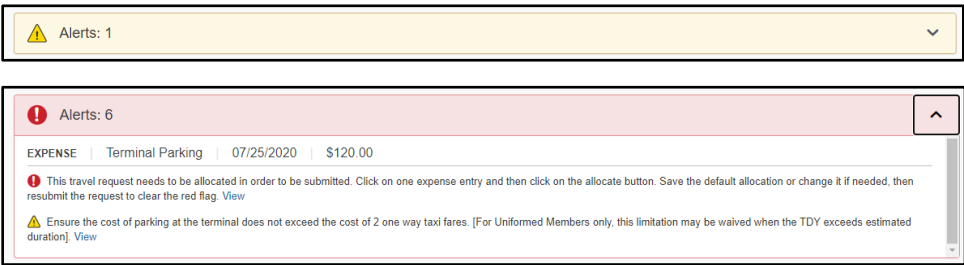 Alerts: 1
Alerts: 6
EXPENSE | Terminal Parking | 07/25/2020 | $120.00
This travel request needs to be allocated in order to be submitted. Click on one expense entry and then click on the allocate button. Save the default allocation or change it if needed, then
resubmit the request to clear the red flag. View
Ensure the cost of parking at the terminal does not exceed the cost of 2 one way taxi fares. [For Uniformed Members only, this limitation may be waived when the TDY exceeds estimated
duration]. View